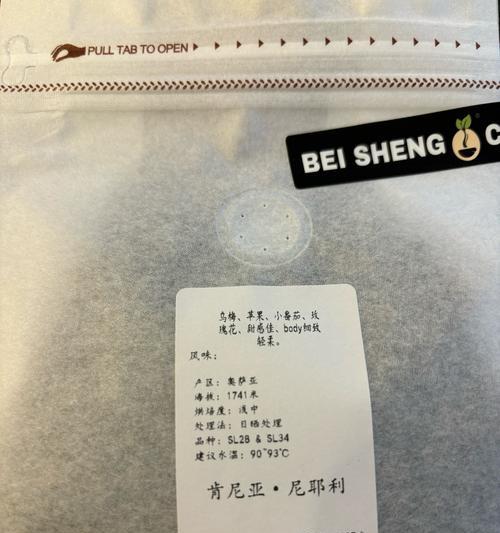 PULL TAB TO OPEN
BEI SHENG C
乌梅、苹果、小番茄、玫
瑰花、甜感佳、body细致
轻柔。
风味：
产区：奥萨亚
海拔：1741米
烘培度：浅中
处理法：日晒处理
品种：SL28 & SL34
建议水温：90~93℃
肯尼亚·尼耶利